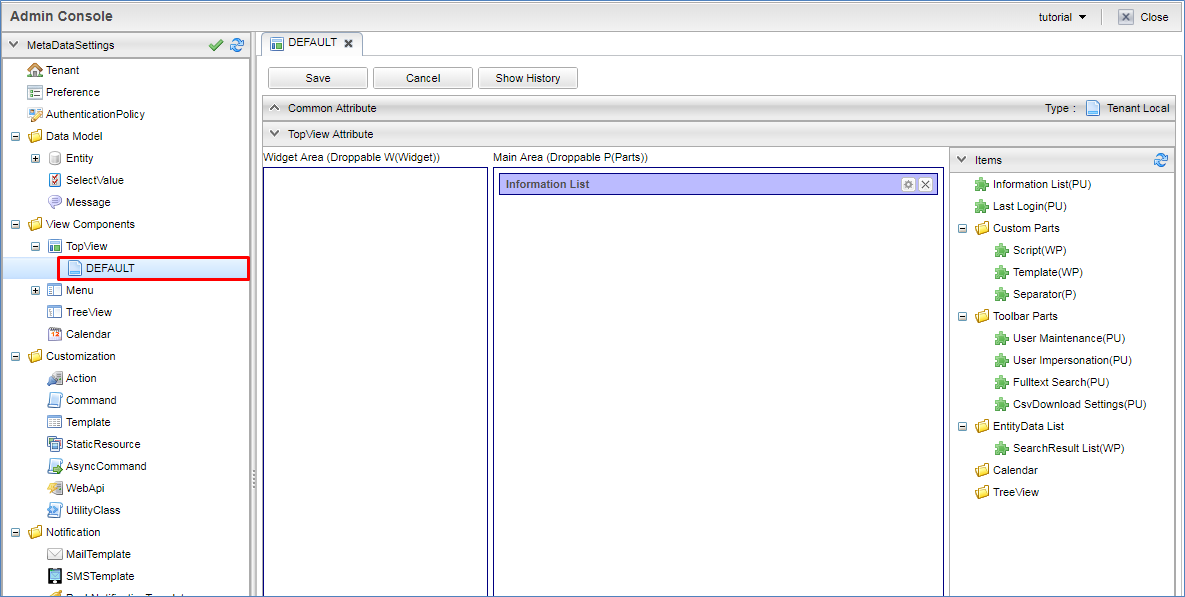 Admin Console
tutorial
Close
MetaDataSettings
Tenant
Preference
AuthenticationPolicy
Data Model
Entity
SelectValue
Message
View Components
TopView
DEFAULT
Menu
TreeView
Calendar
Customization
Action
Command
Template
StaticResource
AsyncCommand
WebApi
UtilityClass
Notification
MailTemplate
SMSTemplate
DEFAULT
Save
Cancel
Show History
Common Attribute
Type :
Tenant Local
TopView Attribute
Widget Area (Droppable W(Widget))
Main Area (Droppable P(Parts))
Information List
Items
Information List(PU)
Last Login(PU)
Custom Parts
Script(WP)
Template(WP)
Separator(P)
Toolbar Parts
User Maintenance(PU)
User Impersonation(PU)
Fulltext Search(PU)
CsvDownload Settings(PU)
EntityData List
SearchResult List(WP)
Calendar
TreeView